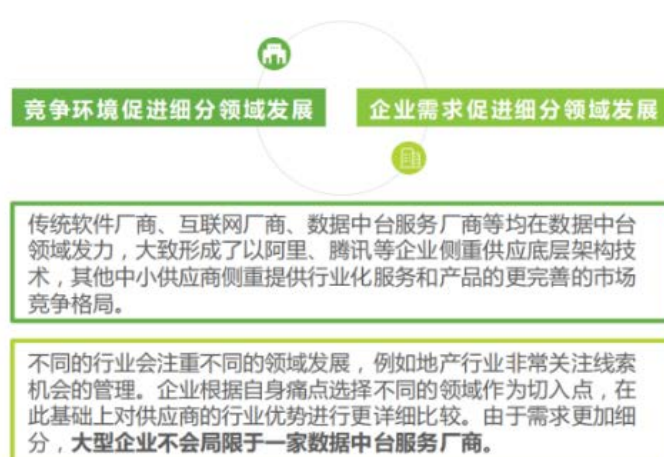 竞争环境促进细分领域发展
企业需求促进细分领域发展
传统软件厂商、互联网厂商、数据中台服务厂商等均在数据中台
领域发力，大致形成了以阿里、腾讯等企业侧重供应底层架构技
术，其他中小供应商侧重提供行业化服务和产品的更完善的市场
竞争格局。
不同的行业会注重不同的领域发展，例如地产行业非常关注线索
机会的管理。企业根据自身痛点选择不同的领域作为切入点，在
此基础上对供应商的行业优势进行更详细比较。由于需求更加细
分，大型企业不会局限于一家数据中台服务厂商。